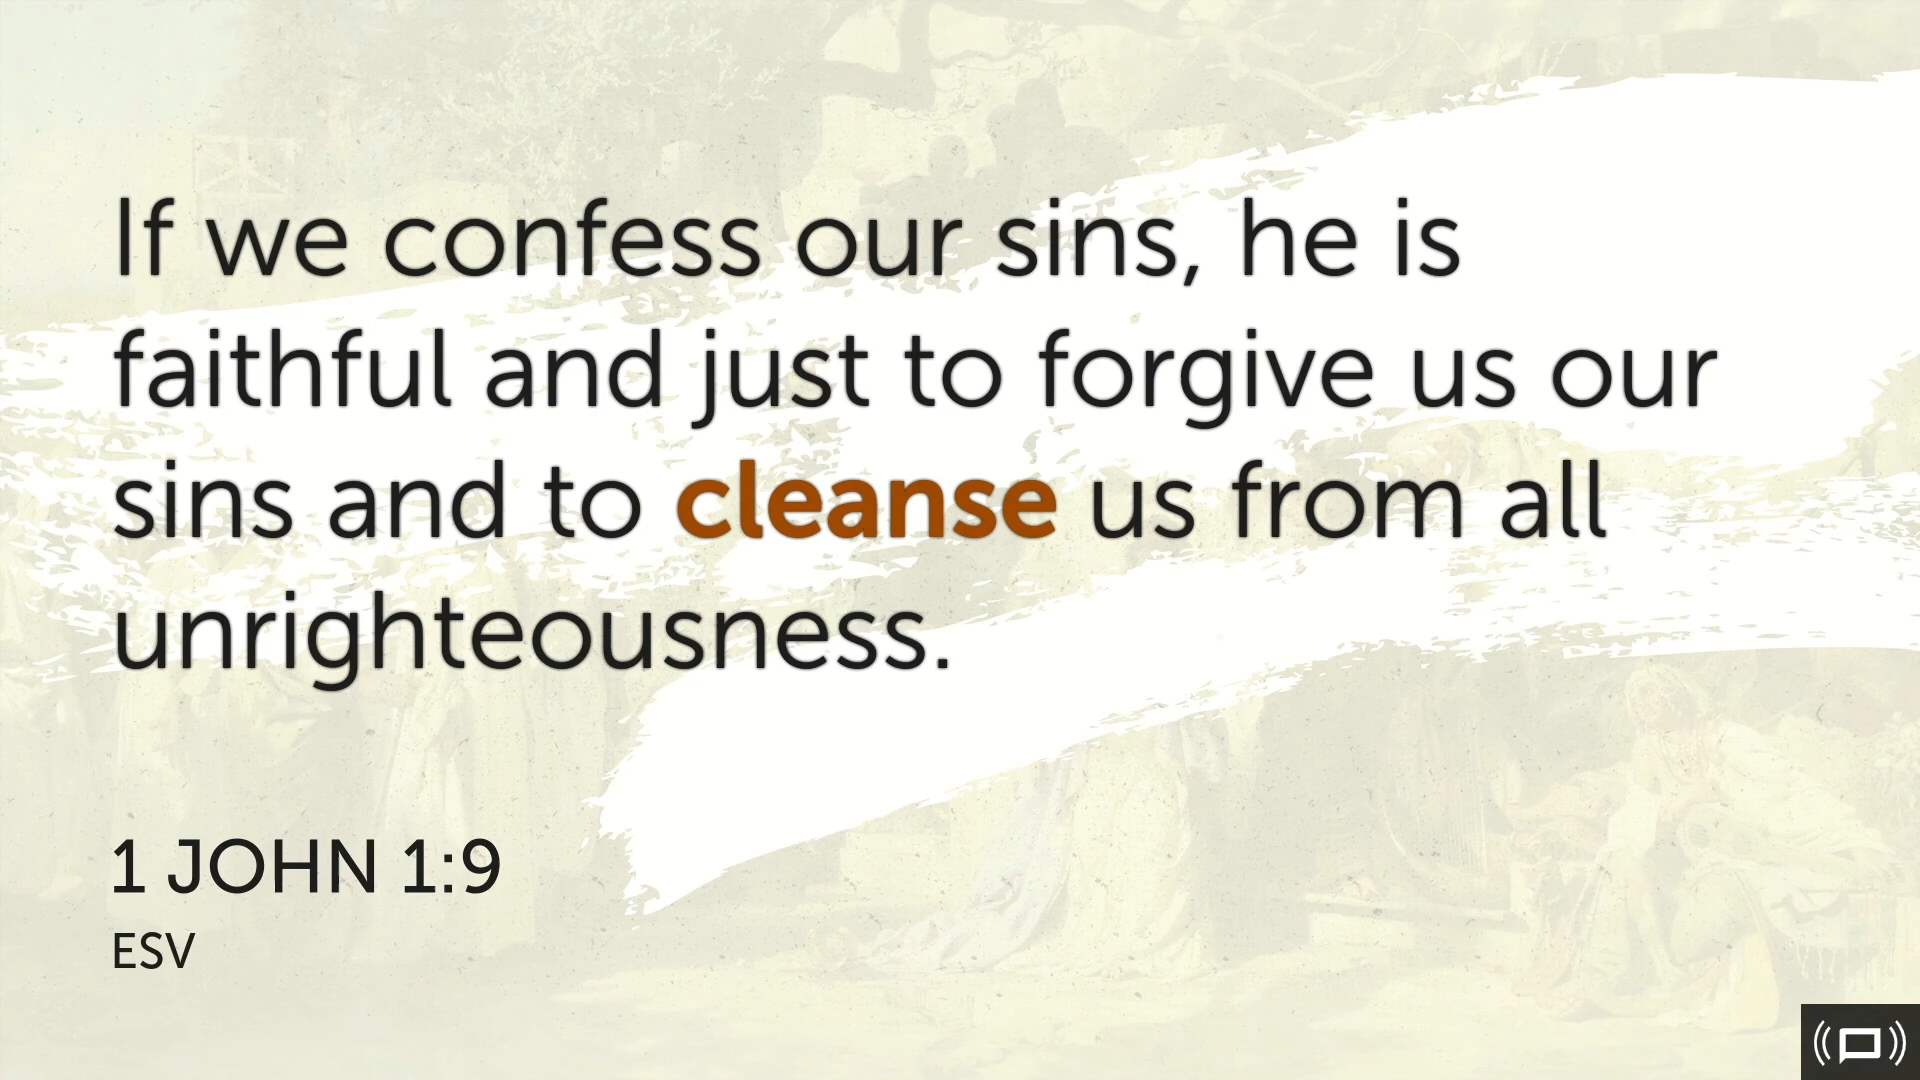 If we confess our sins, he is
faithful and just to forgive us our
sins and to cleanse us from all
unrighteousness.
1 JOHN 1:9
ESV